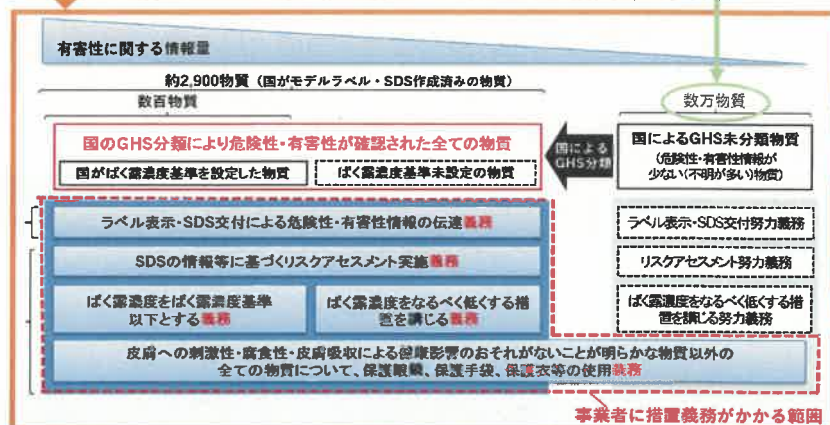 有害性に関する情報量
約2,900物質（国がモデルラベル・SDS作成済みの物質）
数百物質
数万物質
国のGHS分類により危険性・有害性が確認された全ての物質
国がばく露濃度基準を設定した物質
ばく露濃度基準未設定の物質
国による
GHS分類
国によるGHS未分類物質
(危険性・有害性情報が
少ない(不明が多い)物質)
ラベル表示・SDS交付による危険性・有害性情報の伝達義務
ラベル表示・SDS交付努力義務
SDSの情報等に基づくリスクアセスメント実施義務
リスクアセスメント努力義務
ばく露濃度をばく露濃度基準
以下とする義務
ばく露濃度をなるべく低くする措
置を講じる義務
ばく露濃度をなるべく低くする措
置を講じる努力義務
皮膚への刺激性・腐食性・皮膚吸収による健康影響のおそれがないことが明らかな物質以外の
全ての物質について、保護眼鏡、保護手袋、保護衣等の使用義務
事業者に措置義務がかかる範囲